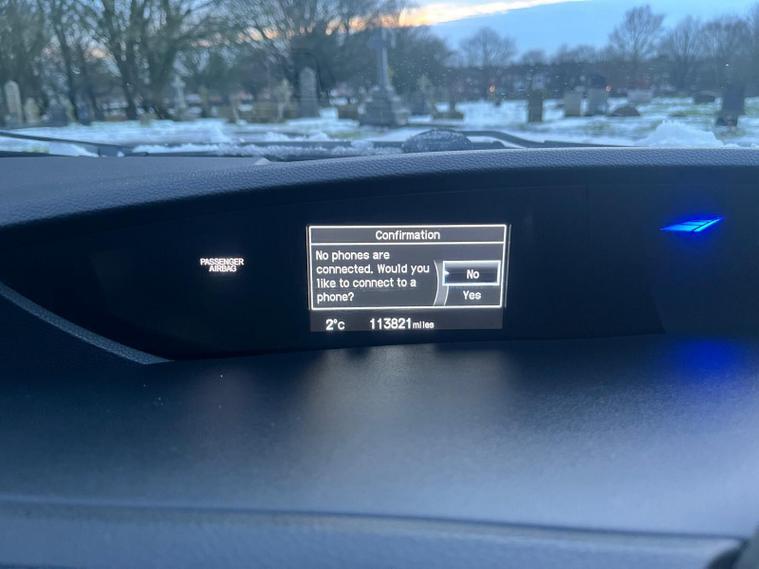 PASSENGER
AIRBAG
Confirmation
No phones are
connected. Would you
like to connect to a
phone?
No
Yes
2°c 113821 miles